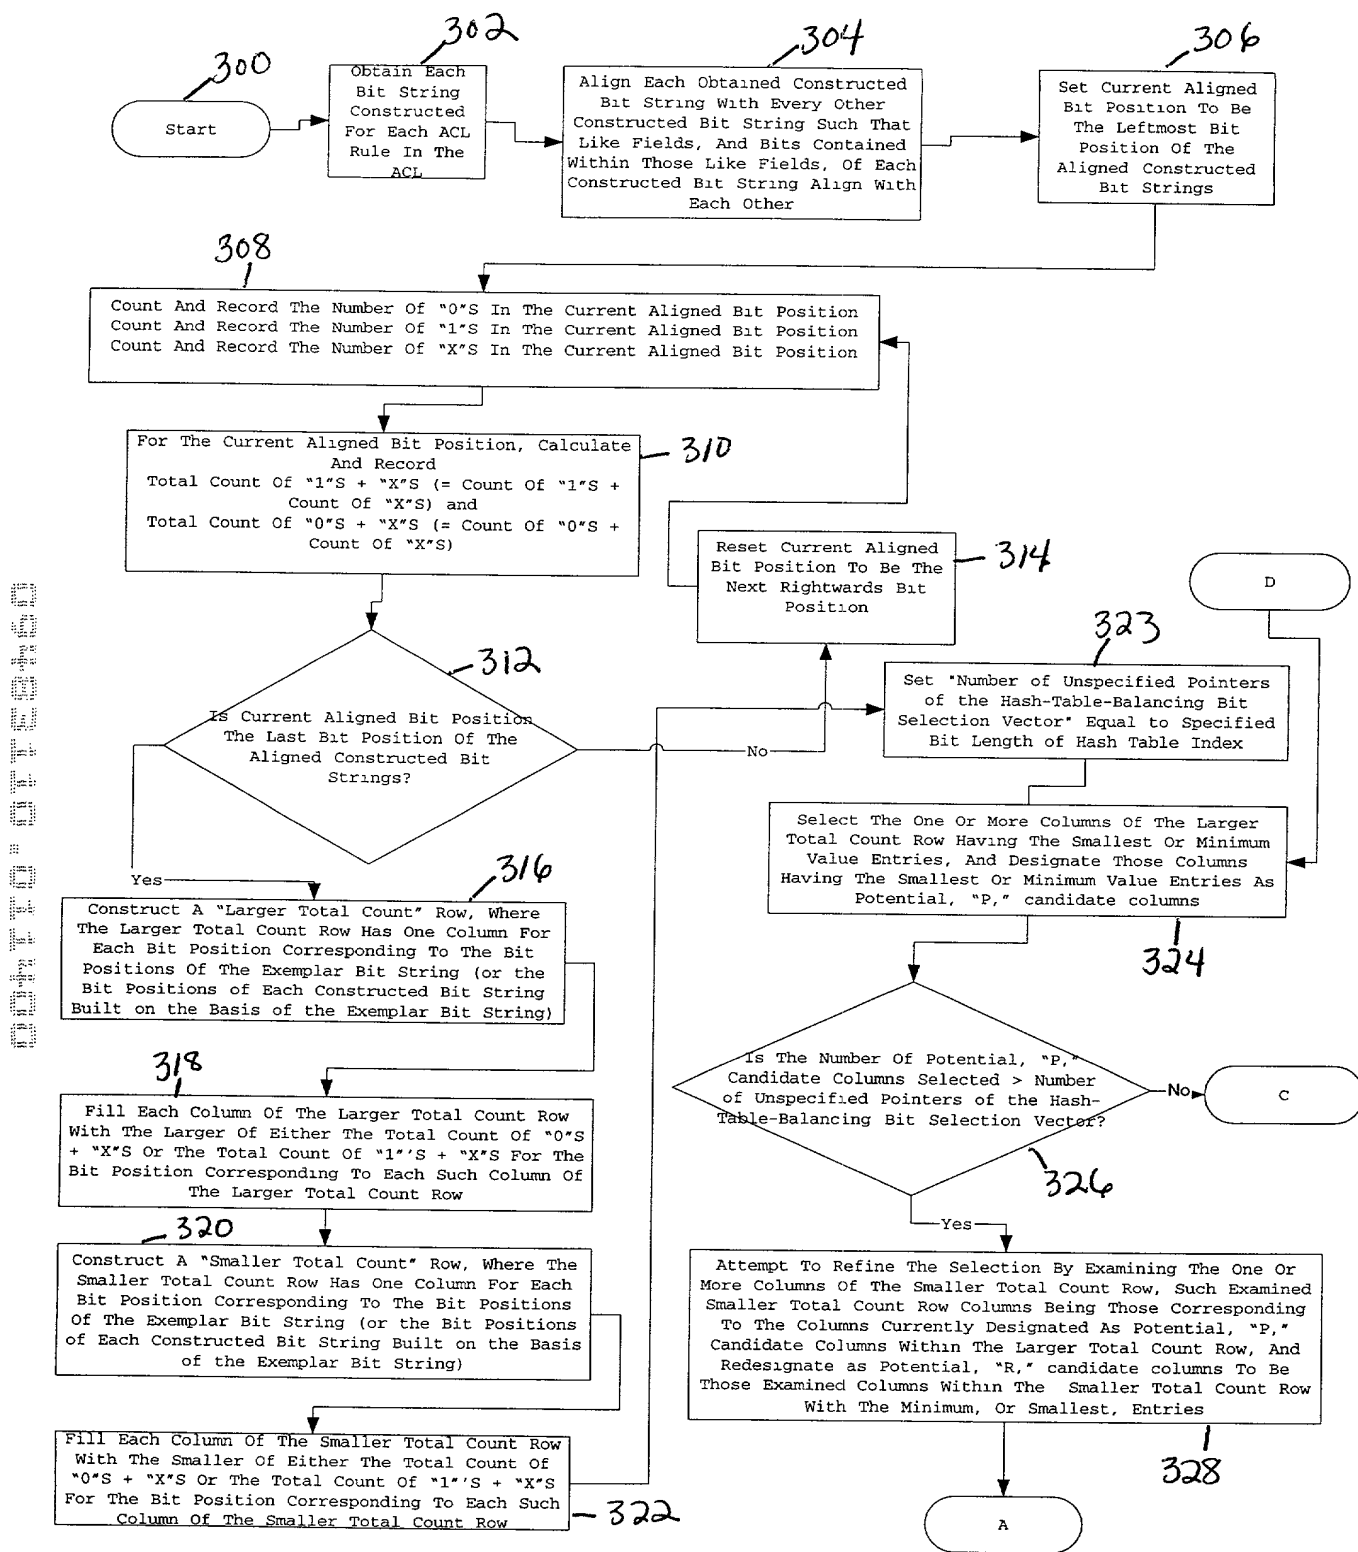 300
Start
302
Obtain Each
Bit String
Constructed
For Each ACL
Rule In The
ACL
304
Align Each Obtained Constructed
Bit String With Every Other
Constructed Bit String Such That
Like Fields, And Bits Contained
Within Those Like Fields, Of Each
Constructed Bit String Align With
Each Other
306
Set Current Aligned
Bit Position To Be
The Leftmost Bit
Position Of The
Aligned Constructed
Bit Strings
308
Count And Record The Number Of "0"S In The Current Aligned Bit Position
Count And Record The Number Of "1"S In The Current Aligned Bit Position
Count And Record The Number Of "X"S In The Current Aligned Bit Position
310
For The Current Aligned Bit Position, Calculate
And Record
Total Count Of "1"S + "X"S (= Count Of "1"S +
Count Of "X"S) and
Total Count Of "0"S + "X"S (= Count Of "0"S +
Count Of "X"S)
312
Is Current Aligned Bit Position
The Last Bit Position Of The
Aligned Constructed Bit
Strings?
No
Yes
314
Reset Current Aligned
Bit Position To Be The
Next Rightwards Bit
Position
316
Construct A "Larger Total Count" Row, Where
The Larger Total Count Row Has One Column For
Each Bit Position Corresponding To The Bit
Positions Of The Exemplar Bit String (or the
Bit Positions of Each Constructed Bit String
Built on the Basis of the Exemplar Bit String)
318
Fill Each Column Of The Larger Total Count Row
With The Larger Of Either The Total Count Of "0"S
+ "X"S Or The Total Count Of "1"'S + "X"S For The
Bit Position Corresponding To Each Such Column Of
The Larger Total Count Row
320
Construct A "Smaller Total Count" Row, Where The
Smaller Total Count Row Has One Column For Each
Bit Position Corresponding To The Bit Positions
Of The Exemplar Bit String (or the Bit Positions
of Each Constructed Bit String Built on the Basis
of the Exemplar Bit String)
Fill Each Column Of The Smaller Total Count Row
With The Smaller Of Either The Total Count Of
"0"S + "X"S Or The Total Count Of "1"'S + "X"S
For The Bit Position Corresponding To Each Such
Column Of The Smaller Total Count Row
322
D
323
Set "Number of Unspecified Pointers
of the Hash-Table-Balancing Bit
Selection Vector" Equal to Specified
Bit Length of Hash Table Index
Select The One Or More Columns Of The Larger
Total Count Row Having The Smallest Or Minimum
Value Entries, And Designate Those Columns
Having The Smallest Or Minimum Value Entries As
Potential, "P," candidate columns
324
Is The Number Of Potential, "P,"
Candidate Columns Selected > Number
of Unspecified Pointers of the Hash-
Table-Balancing Bit Selection Vector?
No
C
326
Yes
Attempt To Refine The Selection By Examining The One Or
More Columns Of The Smaller Total Count Row, Such Examined
Smaller Total Count Row Columns Being Those Corresponding
To The Columns Currently Designated As Potential, "P,"
Candidate Columns Within The Larger Total Count Row, And
Redesignate as Potential, "R," candidate columns To Be
Those Examined Columns Within The Smaller Total Count Row
With The Minimum, Or Smallest, Entries
328
A